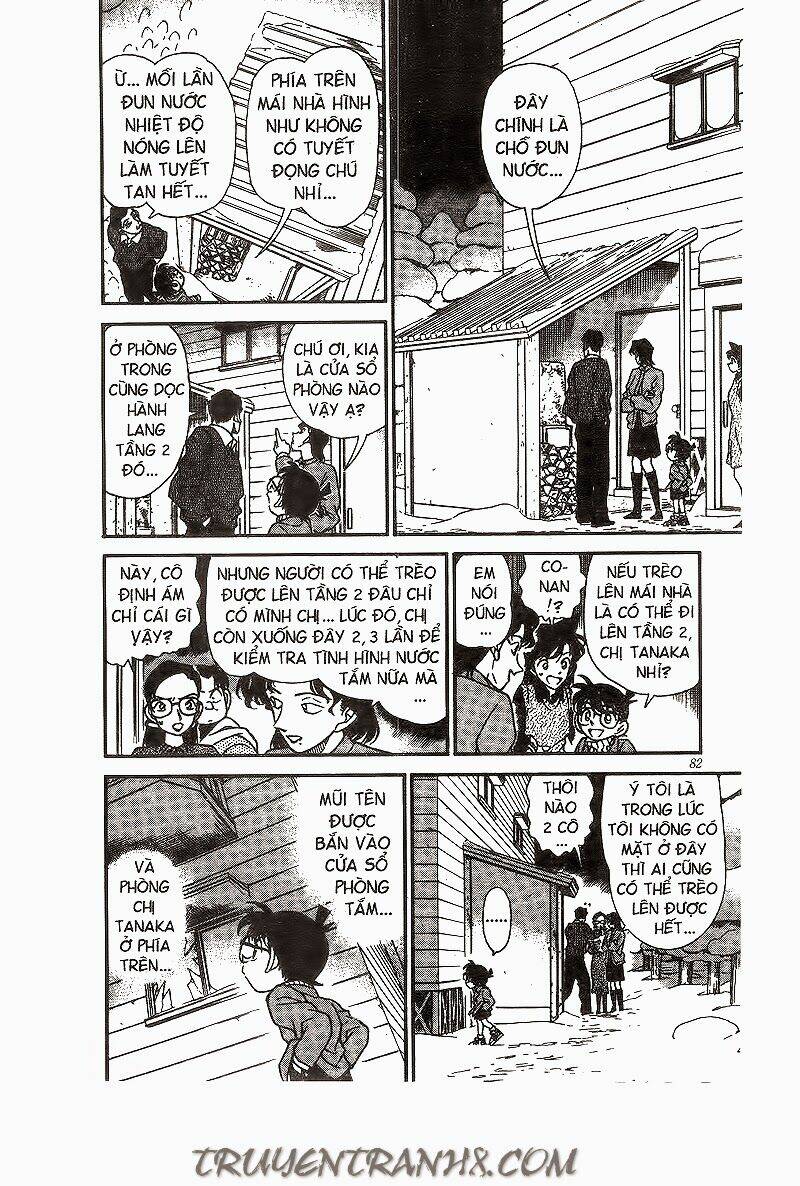 ĐÂY
CHÍNH LÀ
CHỖ ĐUN
NƯỚC...
PHÍA TRÊN
MÁI NHÀ HÌNH
NHƯ KHÔNG
CÓ TUYẾT
ĐỌNG CHÚ
NHỈ...
Ừ... MỖI LẦN
ĐUN NƯỚC
NHIỆT ĐỘ
NÓNG LÊN
LÀM TUYẾT
TAN HẾT...
CHÚ ƠI, KIA
LÀ CỬA SỔ
PHÒNG NÀO
VẬY Ạ?
Ở PHÒNG
TRONG
CÙNG DỌC
HÀNH
LANG
TẦNG 2
ĐÓ...
NẾU TRÈO
LÊN MÁI NHÀ
LÀ CÓ THỂ ĐI
LÊN TẦNG 2,
CHỊ TANAKA
NHỈ?
CO-
NAN
!?
EM
NÓI
ĐÚNG
...
NHƯNG NGƯỜI CÓ THỂ TRÈO
ĐƯỢC LÊN TẦNG 2 ĐÂU CHỈ
CÓ MÌNH CHỊ... LÚC ĐÓ, CHỊ
CÒN XUỐNG ĐÂY 2, 3 LẦN ĐỂ
KIỂM TRA TÌNH HÌNH NƯỚC
TẮM NỮA MÀ
...
NÀY, CÔ
ĐỊNH ÁM
CHỈ CÁI GÌ
VẬY?
82
Ý TÔI LÀ
TRONG LÚC
TÔI KHÔNG CÓ
MẶT Ở ĐÂY
THÌ AI CŨNG
CÓ THỂ TRÈO
LÊN ĐƯỢC
HẾT...
THÔI
NÀO
2 CÔ
...
......
MŨI TÊN
ĐƯỢC
BẮN VÀO
CỬA SỔ
PHÒNG
TẮM...
VÀ
PHÒNG
CHỊ
TANAKA
Ở PHÍA
TRÊN...
TRUYENTRANH8.COM